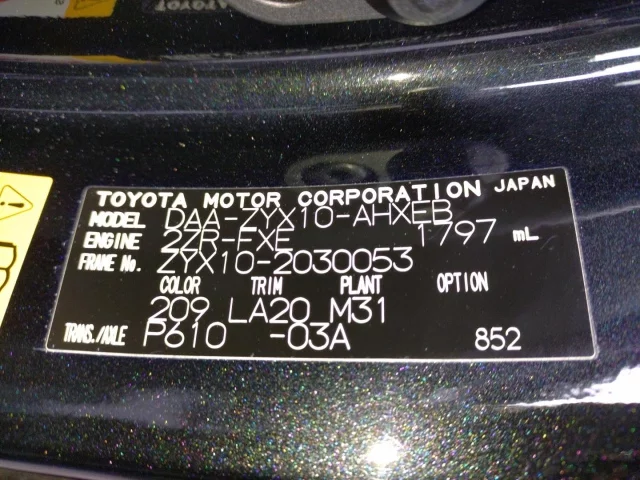 TOYOTA MOTOR CORPORATION JAPAN
MODEL DAA-ZYX10-AHXEB
ENGINE 2ZR-FXE 1797 mL
FRAME No. ZYX10-2030053
COLOR TRIM PLANT OPTION
209 LA20 M31
TRANS./AXLE P610 -03A 852